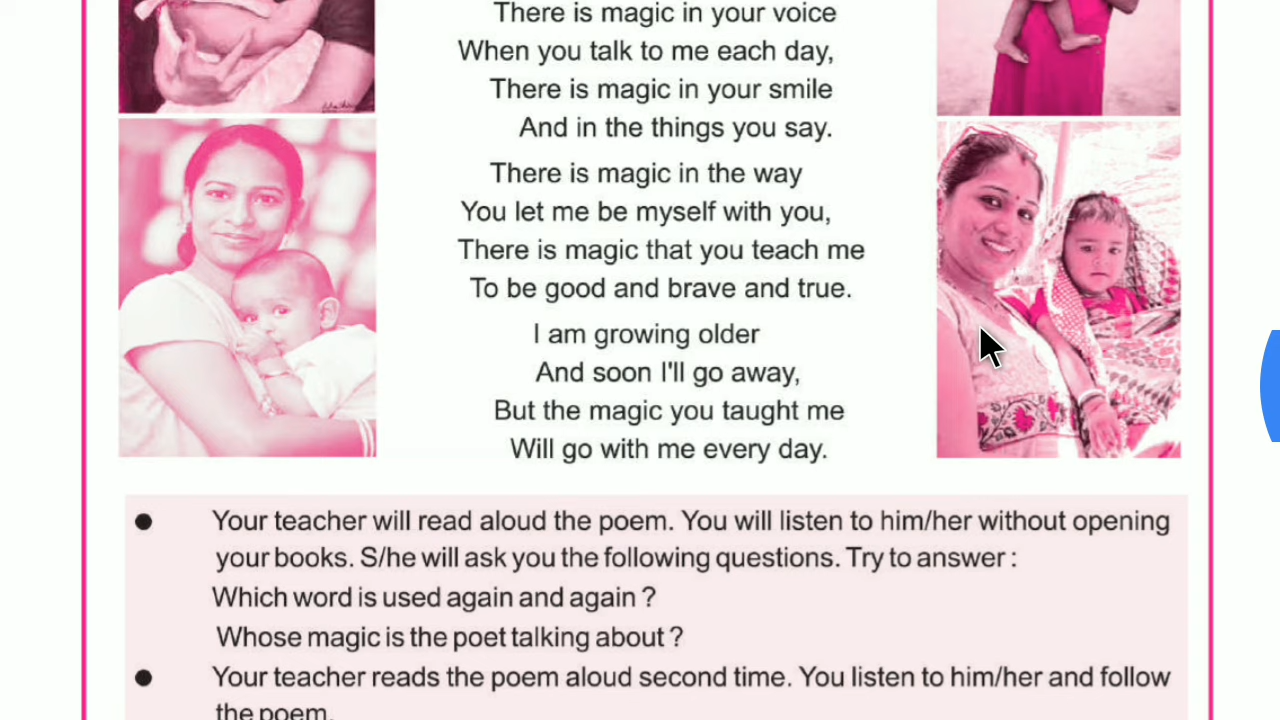 There is magic in your voice
When you talk to me each day,
There is magic in your smile
And in the things you say.
There is magic in the way
You let me be myself with you,
There is magic that you teach me
To be good and brave and true.
I am growing older
And soon I'll go away,
But the magic you taught me
Will go with me every day.
● Your teacher will read aloud the poem. You will listen to him/her without opening
your books. S/he will ask you the following questions. Try to answer :
Which word is used again and again ?
Whose magic is the poet talking about ?
● Your teacher reads the poem aloud second time. You listen to him/her and follow
the poem.